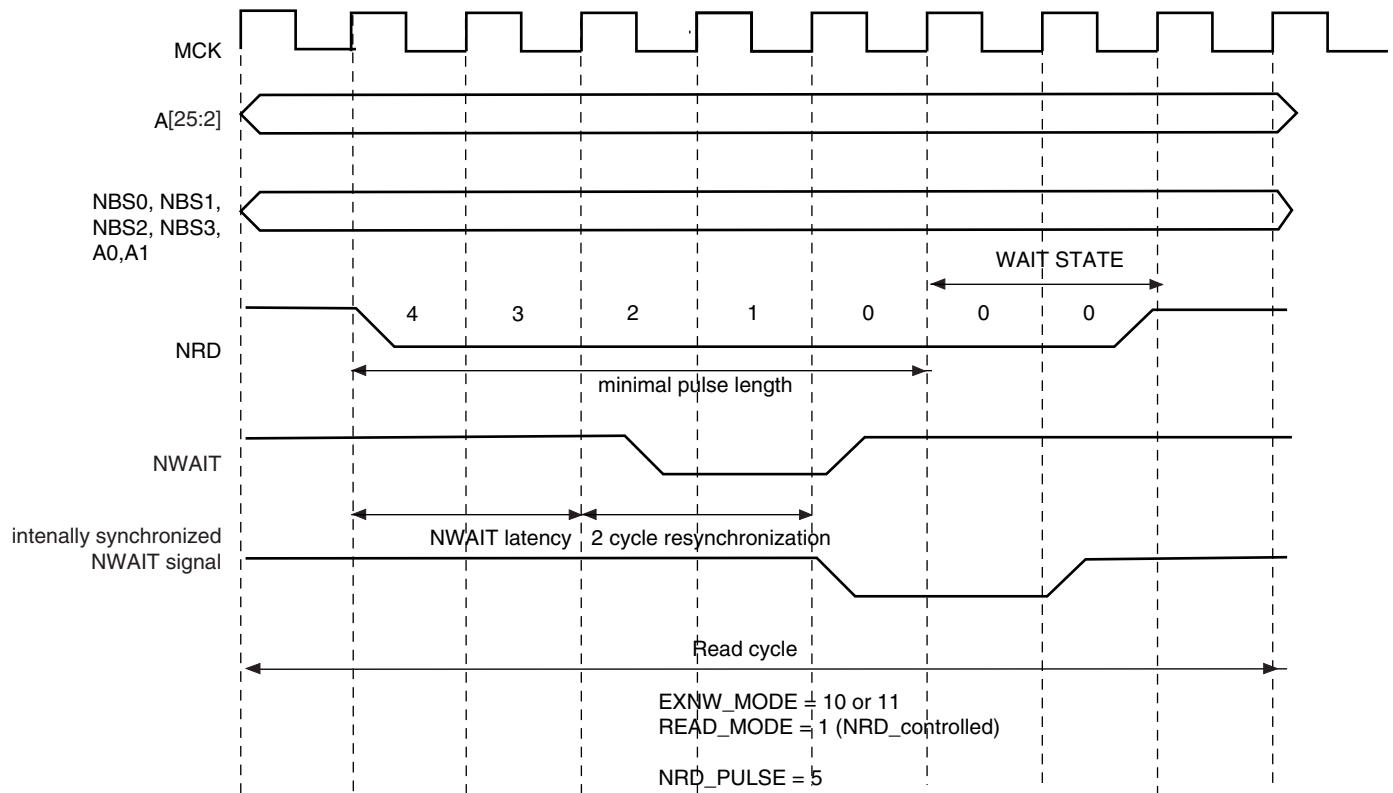 MCK
A[25:2]
NBS0, NBS1,
NBS2, NBS3,
A0,A1
WAIT STATE
4 3 2 1 0 0 0
NRD
minimal pulse length
NWAIT
NWAIT latency 2 cycle resynchronization
intenally synchronized
NWAIT signal
Read cycle
EXNW_MODE = 10 or 11
READ_MODE = 1 (NRD_controlled)
NRD_PULSE = 5